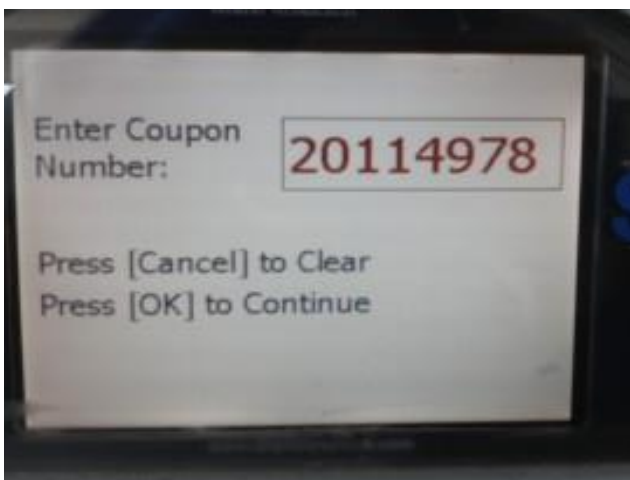 Enter Coupon
Number:
20114978
Press [Cancel] to Clear
Press [OK] to Continue